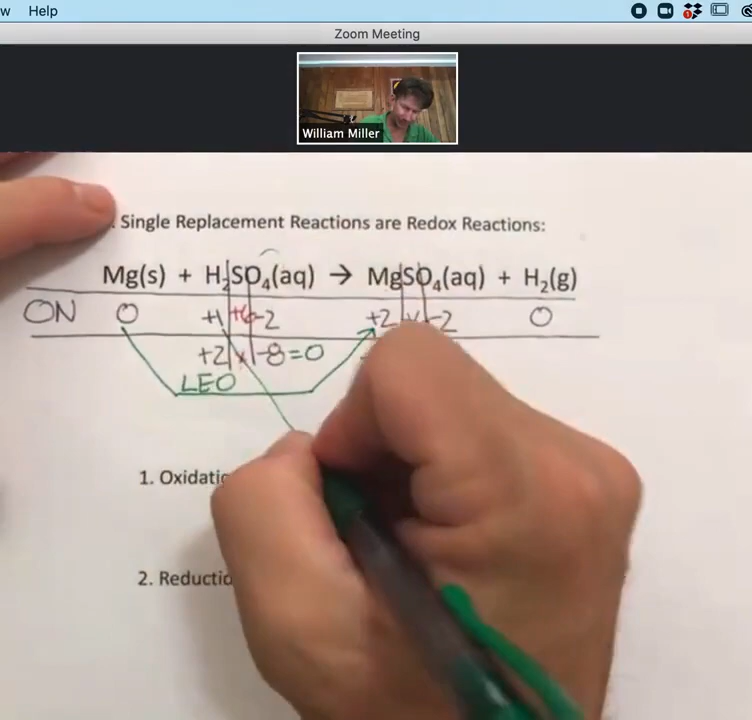 w Help
Zoom Meeting
William Miller
. Single Replacement Reactions are Redox Reactions:
Mg(s) + H₂SO₄(aq) → MgSO₄(aq) + H₂(g)
ON 0 +1 +6 -2 +2 -2 0
+2 x -8=0
LEO
1. Oxidatio
2. Reductio